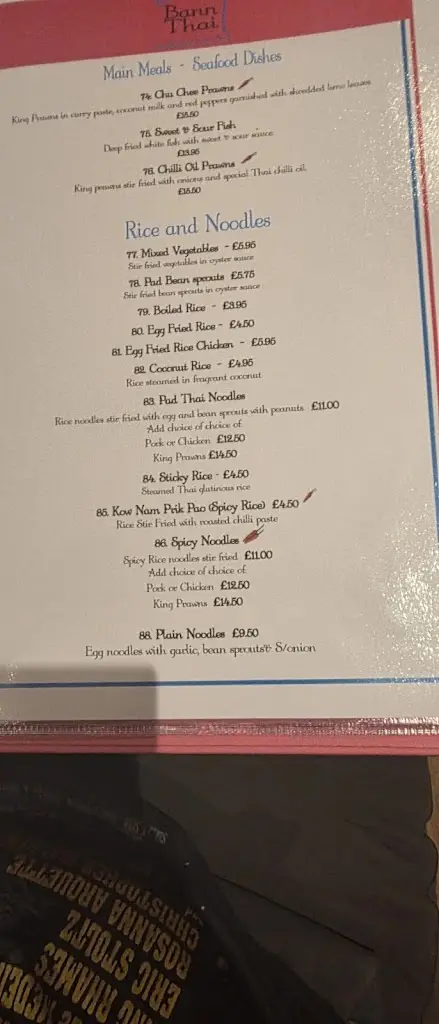 Bann
Thai
Main Meals - Seafood Dishes
74. Chu Chee Prawns
King Prawns in curry paste, coconut milk and red peppers garnished with shredded lime leaves
75. Sweet & Sour Fish
Deep fried white fish with sweet & sour sauce
£13.95
76. Chilli Oil Prawns
King prawns stir fried with onions and special Thai chilli oil.
£15.50
Rice and Noodles
77. Mixed Vegetables - £5.95
Stir fried vegetables in oyster sauce
78. Pad Bean sprouts £5.75
Stir fried bean sprouts in oyster sauce
79. Boiled Rice - £3.95
80. Egg Fried Rice - £4.50
81. Egg Fried Rice Chicken - £5.95
82. Coconut Rice - £4.95
Rice steamed in fragrant coconut
83. Pad Thai Noodles
Rice noodles stir fried with egg and bean sprouts with peanuts £11.00
Add choice of choice of:
Pork or Chicken £12.50
King Prawns £14.50
84. Sticky Rice - £4.50
Steamed Thai glutinous rice
85. Kow Nam Prik Pao (Spicy Rice) £4.50
Rice Stir Fried with roasted chilli paste
86. Spicy Noodles
Spicy Rice noodles stir fried £11.00
Add choice of choice of:
Pork or Chicken £12.50
King Prawns £14.50
88. Plain Noodles £9.50
Egg noodles with garlic, bean sprouts& S/onion
CHRISTOPHER
ROSANNA ARQUETTE
ERIC STOLTZ
RHAMES